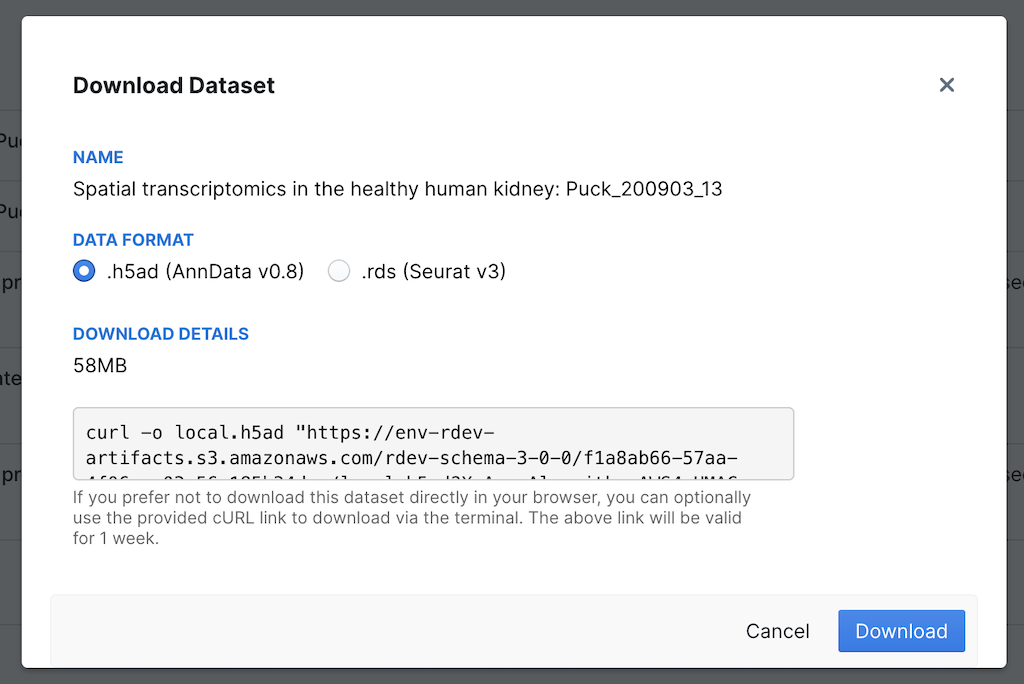 Download Dataset
NAME
Spatial transcriptomics in the healthy human kidney: Puck_200903_13
DATA FORMAT
.h5ad (AnnData v0.8) .rds (Seurat v3)
DOWNLOAD DETAILS
58MB
curl -o local.h5ad "https://env-rdev-
artifacts.s3.amazonaws.com/rdev-schema-3-0-0/f1a8ab66-57aa-
If you prefer not to download this dataset directly in your browser, you can optionally
use the provided cURL link to download via the terminal. The above link will be valid
for 1 week.
Cancel Download